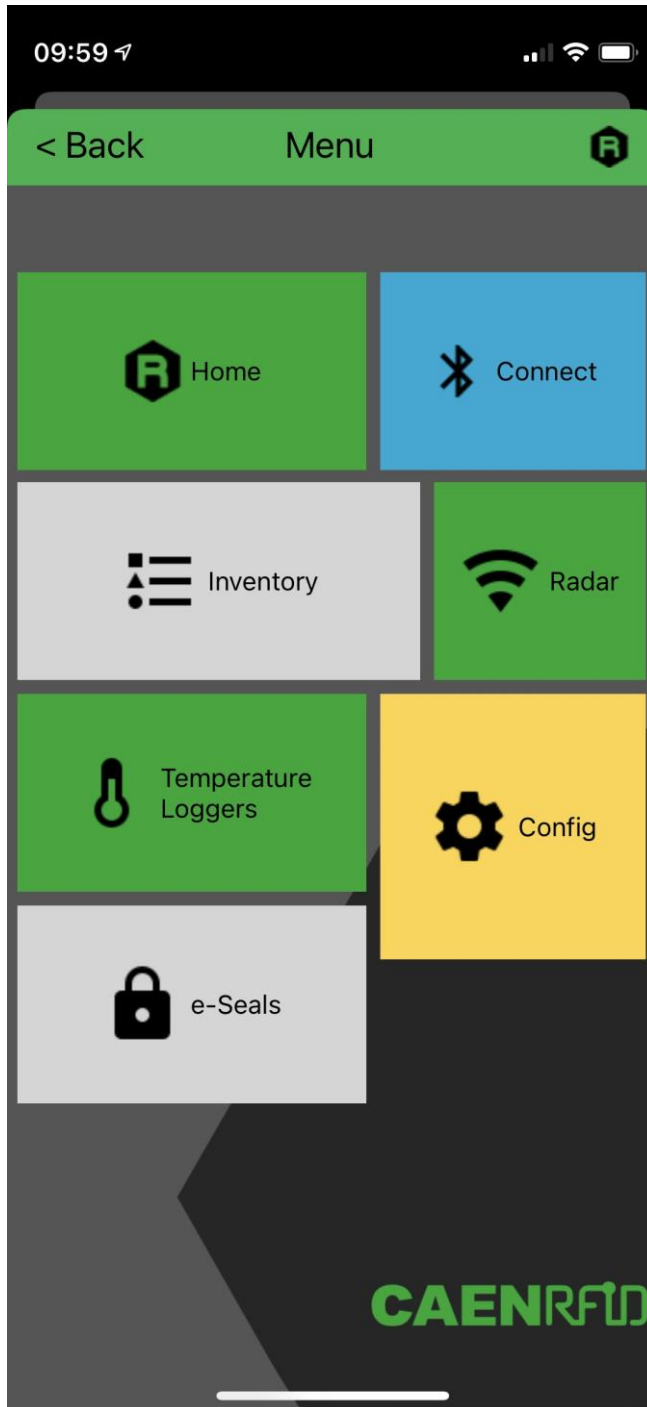 09:59
< Back Menu
Home
Connect
Inventory
Radar
Temperature
Loggers
Config
e-Seals
CAENRFID